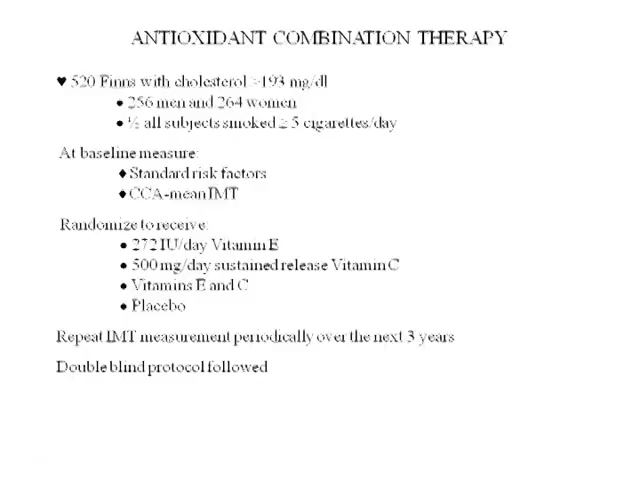 ANTIOXIDANT COMBINATION THERAPY
♥ 520 Finns with cholesterol >193 mg/dl
● 256 men and 264 women
● ½ all subjects smoked ≥ 5 cigarettes/day
At baseline measure:
♦ Standard risk factors
♦ CCA-mean IMT
Randomize to receive:
● 272 IU/day Vitamin E
● 500 mg/day sustained release Vitamin C
● Vitamins E and C
● Placebo
Repeat IMT measurement periodically over the next 3 years
Double blind protocol followed